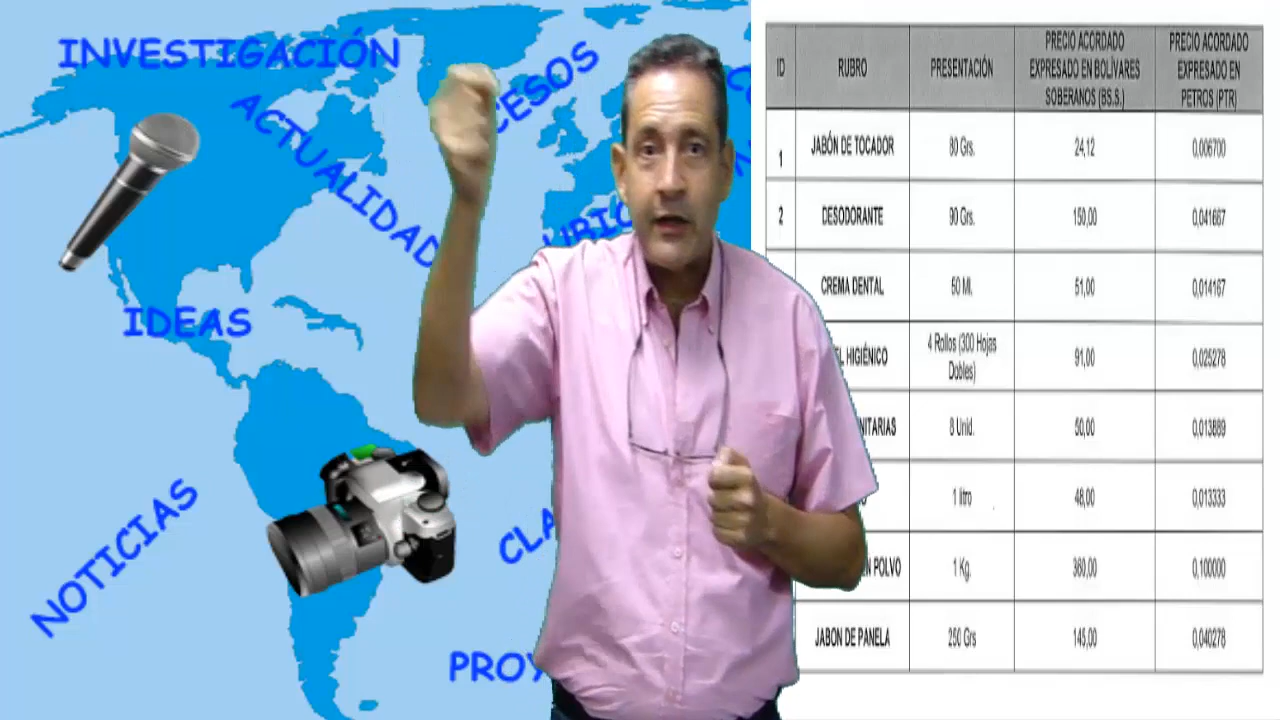 INVESTIGACIÓN
ACTUALIDAD
IDEAS
NOTICIAS
ID RUBRO PRESENTACIÓN PRECIO ACORDADO EXPRESADO EN BOLÍVARES SOBERANOS (BS.S.) PRECIO ACORDADO EXPRESADO EN PETROS (PTR)
1 JABÓN DE TOCADOR 80 Grs. 24,12 0,006700
2 DESODORANTE 90 Grs. 150,00 0,041667
CREMA DENTAL 50 Ml. 51,00 0,014167
HIGIÉNICO 4 Rollos (300 Hojas Dobles) 91,00 0,025278
8 Unid. 50,00 0,013889
1 litro 48,00 0,013333
POLVO 1 Kg. 360,00 0,100000
JABON DE PANELA 250 Grs 145,00 0,040278